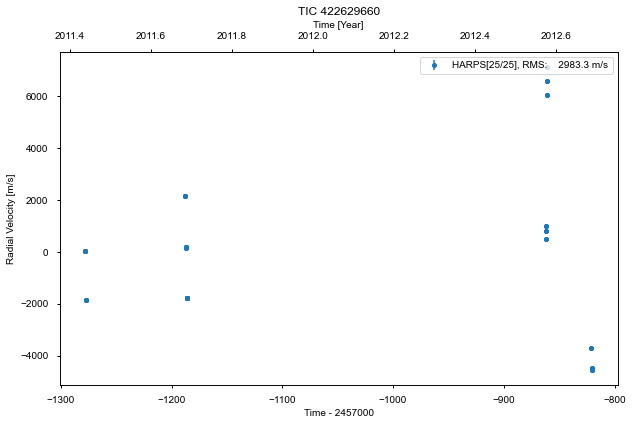 TIC 422629660
Time [Year]
2011.4 2011.6 2011.8 2012.0 2012.2 2012.4 2012.6
HARPS[25/25], RMS: 2983.3 m/s
6000
4000
2000
0
−2000
−4000
Radial Velocity [m/s]
−1300 −1200 −1100 −1000 −900 −800
Time - 2457000